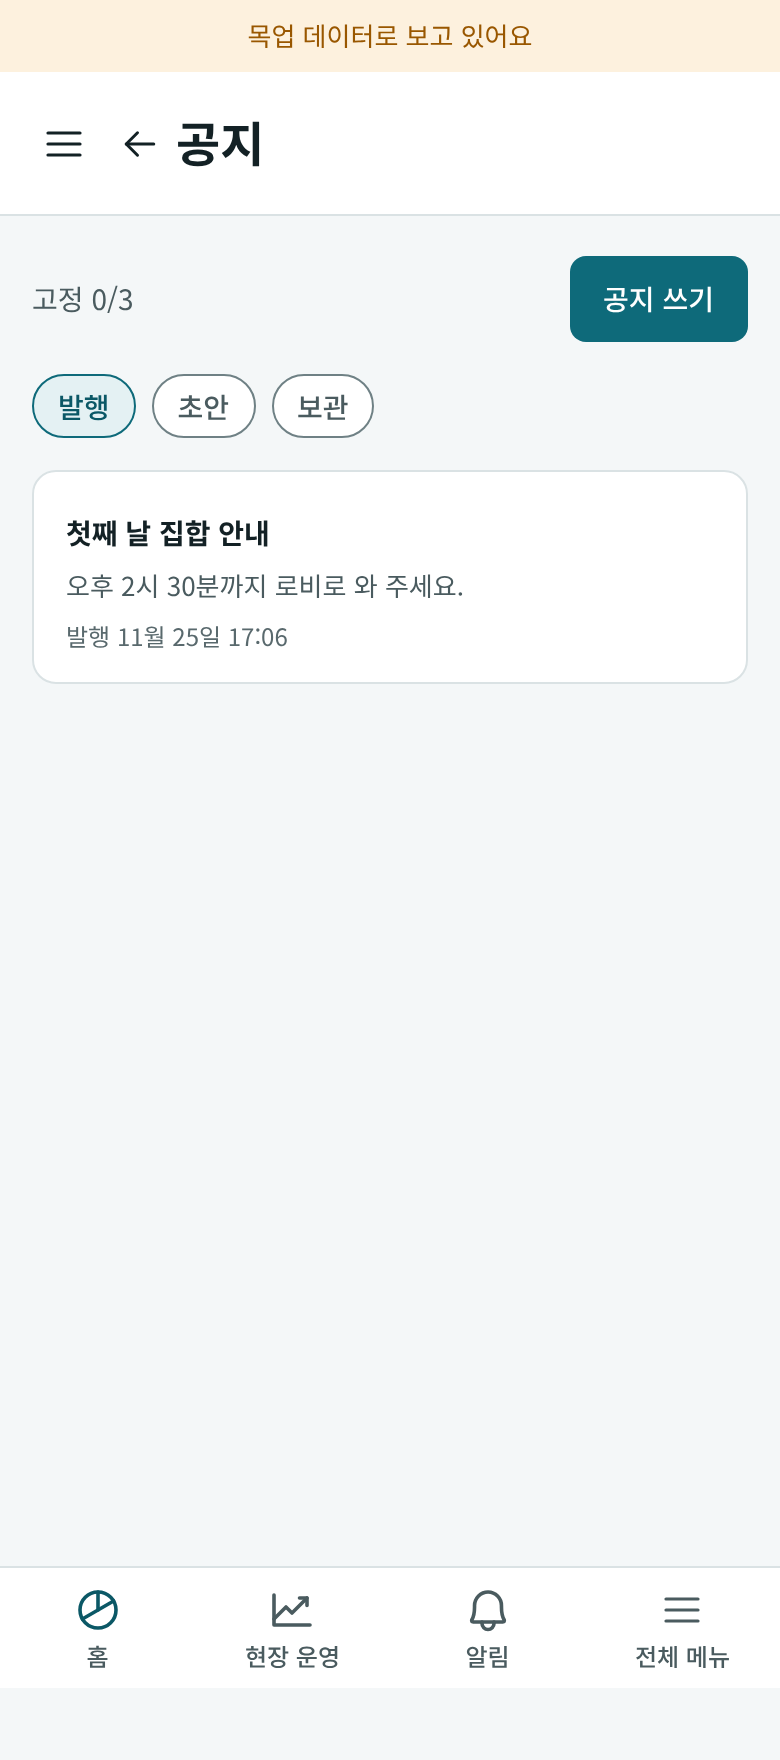 목업 데이터로 보고 있어요
공지
고정 0/3
공지 쓰기
발행 초안 보관
첫째 날 집합 안내
오후 2시 30분까지 로비로 와 주세요.
발행 11월 25일 17:06
홈 현장 운영 알림 전체 메뉴